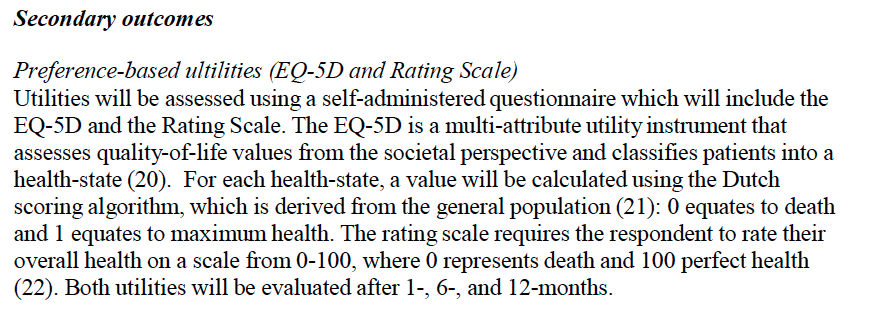 Secondary outcomes
Preference-based ultilities (EQ-5D and Rating Scale)
Utilities will be assessed using a self-administered questionnaire which will include the
EQ-5D and the Rating Scale. The EQ-5D is a multi-attribute utility instrument that
assesses quality-of-life values from the societal perspective and classifies patients into a
health-state (20).  For each health-state, a value will be calculated using the Dutch
scoring algorithm, which is derived from the general population (21): 0 equates to death
and 1 equates to maximum health. The rating scale requires the respondent to rate their
overall health on a scale from 0-100, where 0 represents death and 100 perfect health
(22). Both utilities will be evaluated after 1-, 6-, and 12-months.